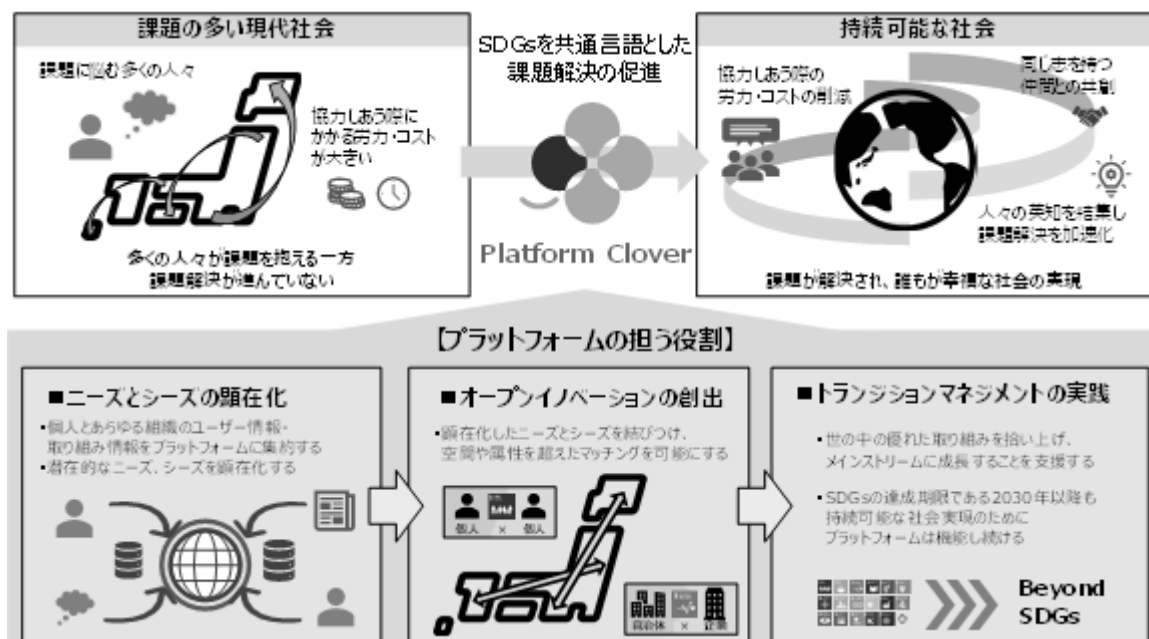 課題の多い現代社会
課題に悩む多くの人々
協力しあう際に
かかる労力・コスト
が大きい
多くの人々が課題を抱える一方
課題解決が進んでいない
SDGsを共通言語とした
課題解決の促進
Platform Clover
持続可能な社会
協力しあう際の
労力・コストの削減
同じ志を持つ
仲間との共創
人々の英知を結集し
課題解決を加速化
課題が解決され、誰もが幸福な社会の実現
【プラットフォームの担う役割】
■ニーズとシーズの顕在化
・個人とあらゆる組織のユーザー情報・
取り組み情報をプラットフォームに集約する
・潜在的なニーズ、シーズを顕在化する
■オープンイノベーションの創出
・顕在化したニーズとシーズを結びつけ、
空間や属性を超えたマッチングを可能にする
個人 × 個人
自治体 × 企業
■トランジションマネジメントの実践
・世の中の優れた取り組みを拾い上げ、
メインストリームに成長することを支援する
・SDGsの達成期限である2030年以降も
持続可能な社会実現のために
プラットフォームは機能し続ける
Beyond
SDGs